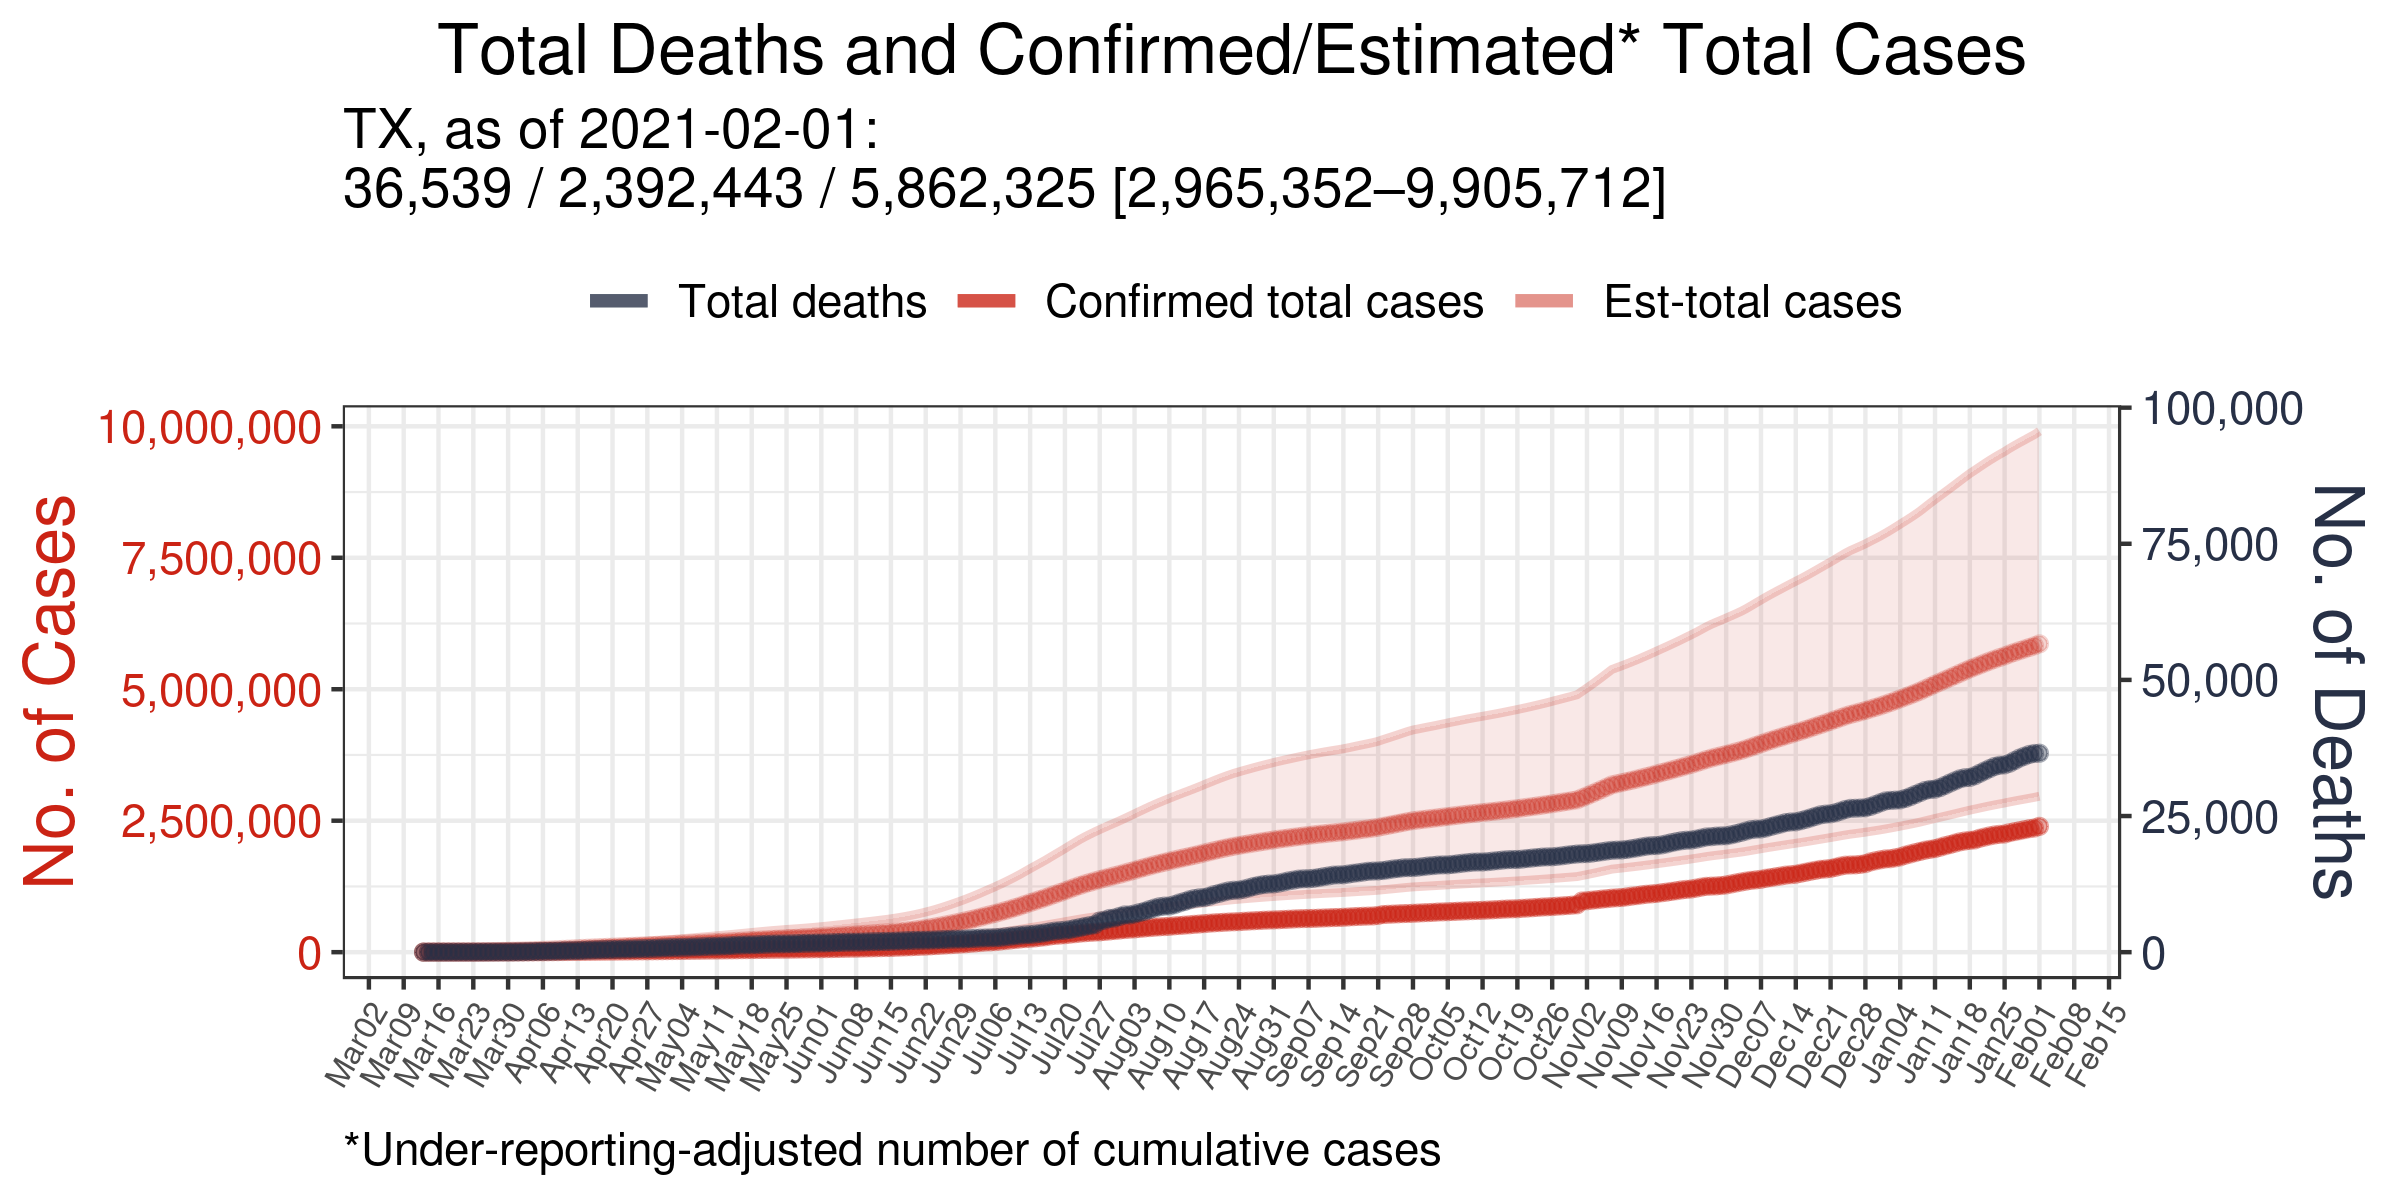 Total Deaths and Confirmed/Estimated* Total Cases
TX, as of 2021-02-01:
36,539 / 2,392,443 / 5,862,325 [2,965,352–9,905,712]
Total deaths
Confirmed total cases
Est-total cases
No. of Cases
10,000,000
7,500,000
5,000,000
2,500,000
0
100,000
75,000
50,000
25,000
0
No. of Deaths
Mar02
Mar09
Mar16
Mar23
Mar30
Apr06
Apr13
Apr20
Apr27
May04
May11
May18
May25
Jun01
Jun08
Jun15
Jun22
Jun29
Jul06
Jul13
Jul20
Jul27
Aug03
Aug10
Aug17
Aug24
Aug31
Sep07
Sep14
Sep21
Sep28
Oct05
Oct12
Oct19
Oct26
Nov02
Nov09
Nov16
Nov23
Nov30
Dec07
Dec14
Dec21
Dec28
Jan04
Jan11
Jan18
Jan25
Feb01
Feb08
Feb15
*Under-reporting-adjusted number of cumulative cases